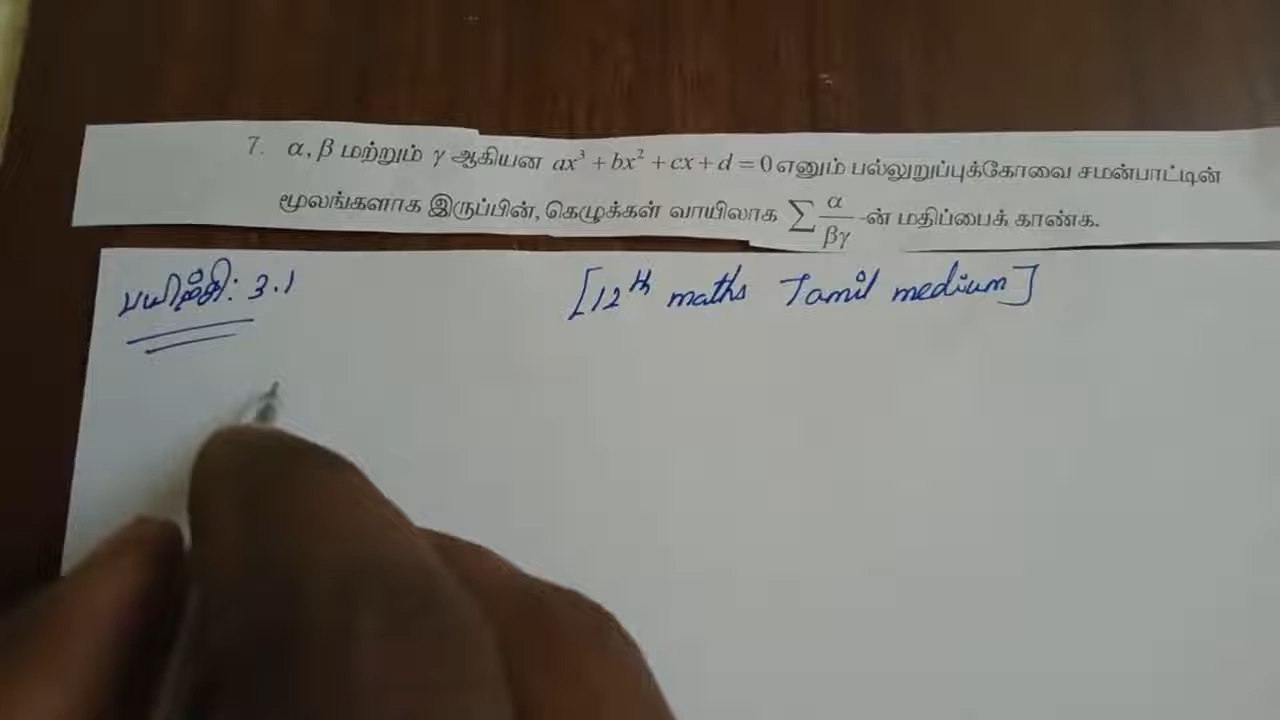 7. α, β மற்றும் γ ஆகியன ax³ + bx² + cx + d = 0 எனும் பல்லுறுப்புக்கோவை சமன்பாட்டின்
மூலங்களாக இருப்பின், கெழுக்கள் வாயிலாக ∑ α/βγ -ன் மதிப்பைக் காண்க.
பயிற்சி: 3.1 [12th maths Tamil medium]